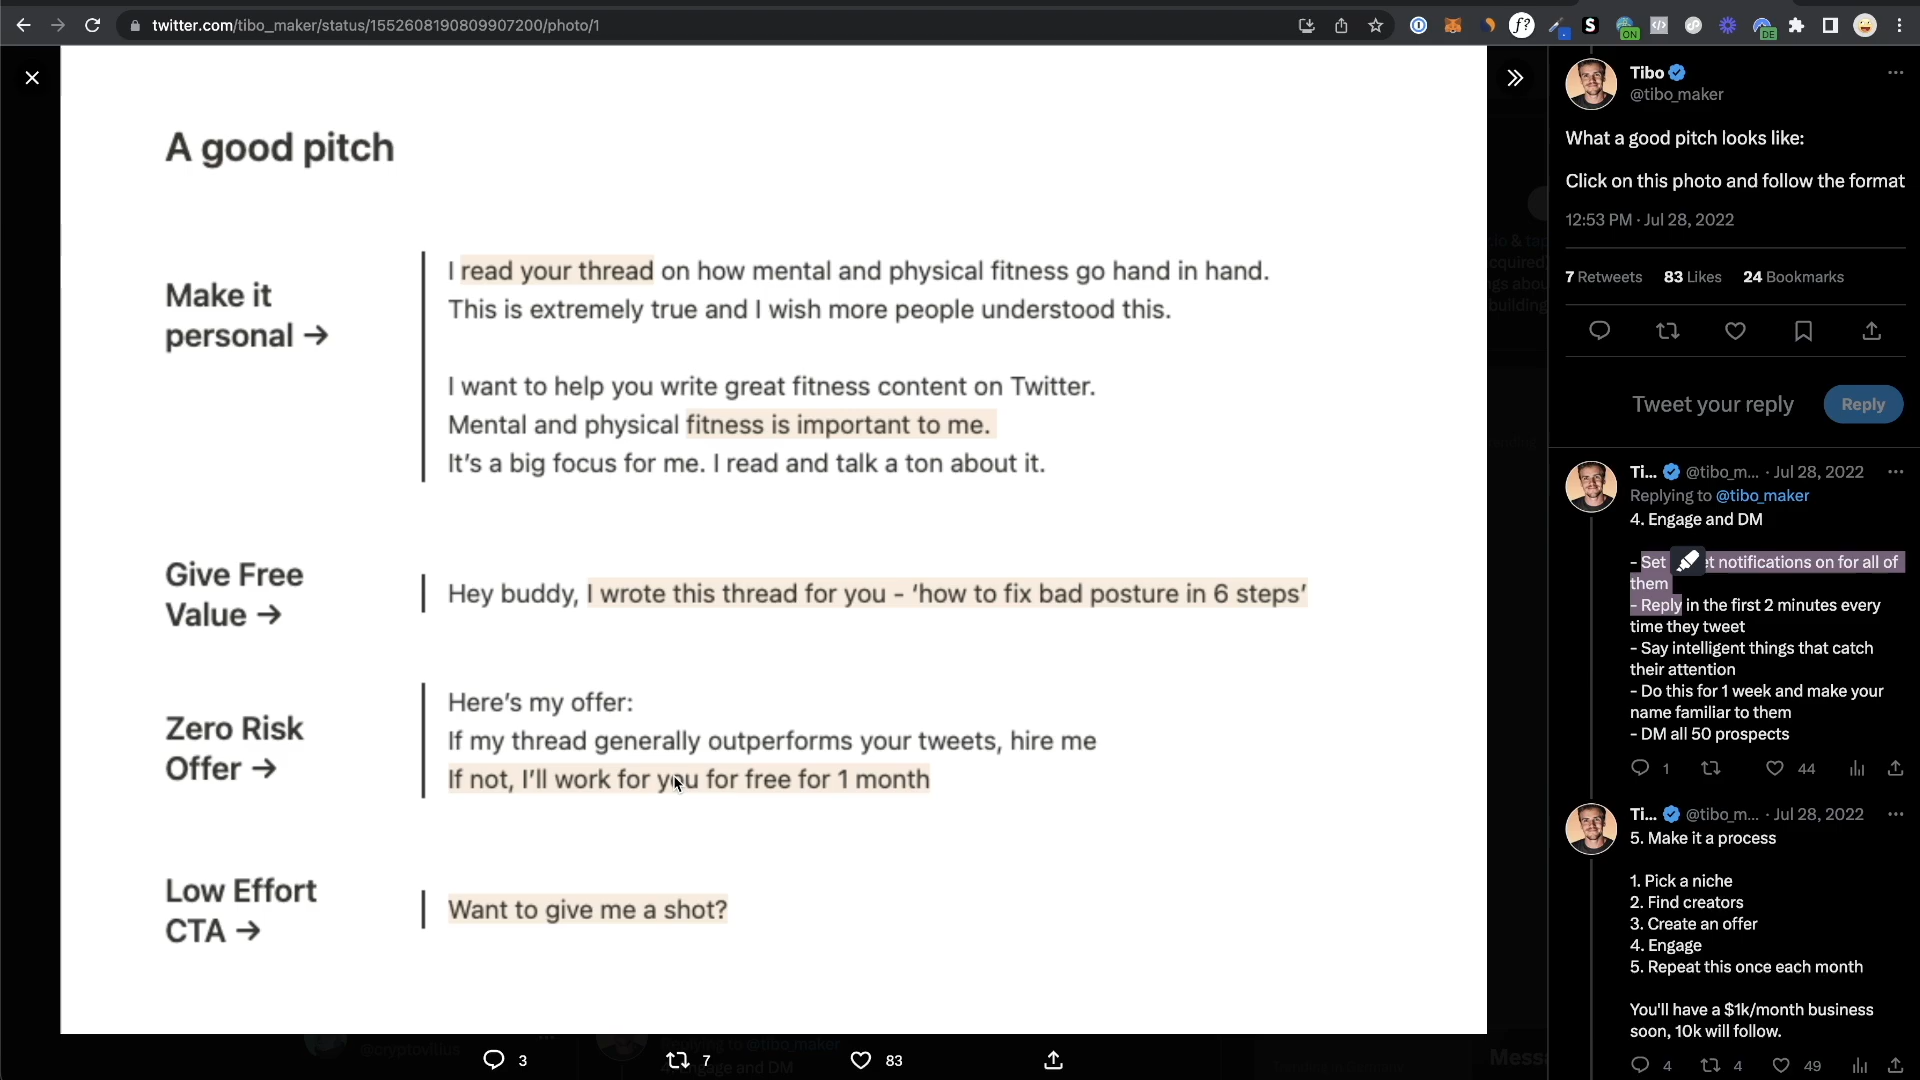 twitter.com/tibo_maker/status/1552608190809907200/photo/1
ON
DE
A good pitch
Make it
personal →
I read your thread on how mental and physical fitness go hand in hand.
This is extremely true and I wish more people understood this.
I want to help you write great fitness content on Twitter.
Mental and physical fitness is important to me.
It's a big focus for me. I read and talk a ton about it.
Give Free
Value →
Hey buddy, I wrote this thread for you - 'how to fix bad posture in 6 steps'
Zero Risk
Offer →
Here's my offer:
If my thread generally outperforms your tweets, hire me
If not, I'll work for you for free for 1 month
Low Effort
CTA →
Want to give me a shot?
3
7
83
Tibo
@tibo_maker
What a good pitch looks like:
Click on this photo and follow the format
12:53 PM · Jul 28, 2022
7 Retweets 83 Likes 24 Bookmarks
Tweet your reply
Reply
Ti... @tibo_m... · Jul 28, 2022
Replying to @tibo_maker
4. Engage and DM
- Set notifications on for all of
them
- Reply in the first 2 minutes every
time they tweet
- Say intelligent things that catch
their attention
- Do this for 1 week and make your
name familiar to them
- DM all 50 prospects
1 44
Ti... @tibo_m... · Jul 28, 2022
5. Make it a process
1. Pick a niche
2. Find creators
3. Create an offer
4. Engage
5. Repeat this once each month
You'll have a $1k/month business
soon, 10k will follow.
4 4 49